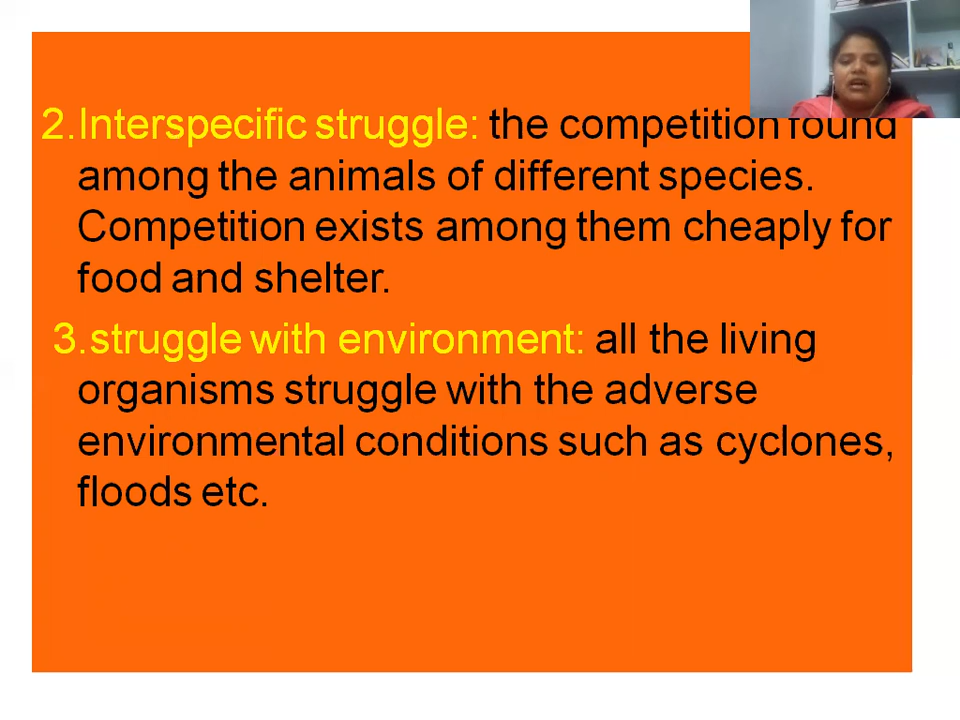 2.Interspecific struggle: the competition found
among the animals of different species.
Competition exists among them cheaply for
food and shelter.
3.struggle with environment: all the living
organisms struggle with the adverse
environmental conditions such as cyclones,
floods etc.